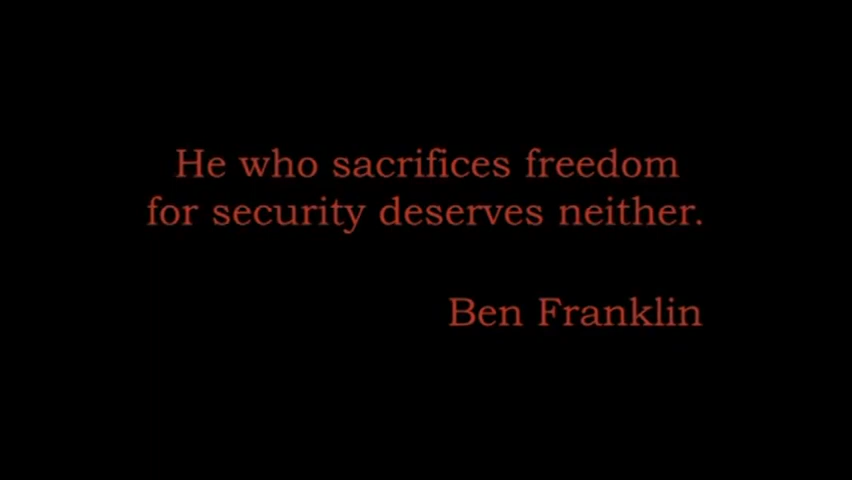 He who sacrifices freedom
for security deserves neither.
Ben Franklin